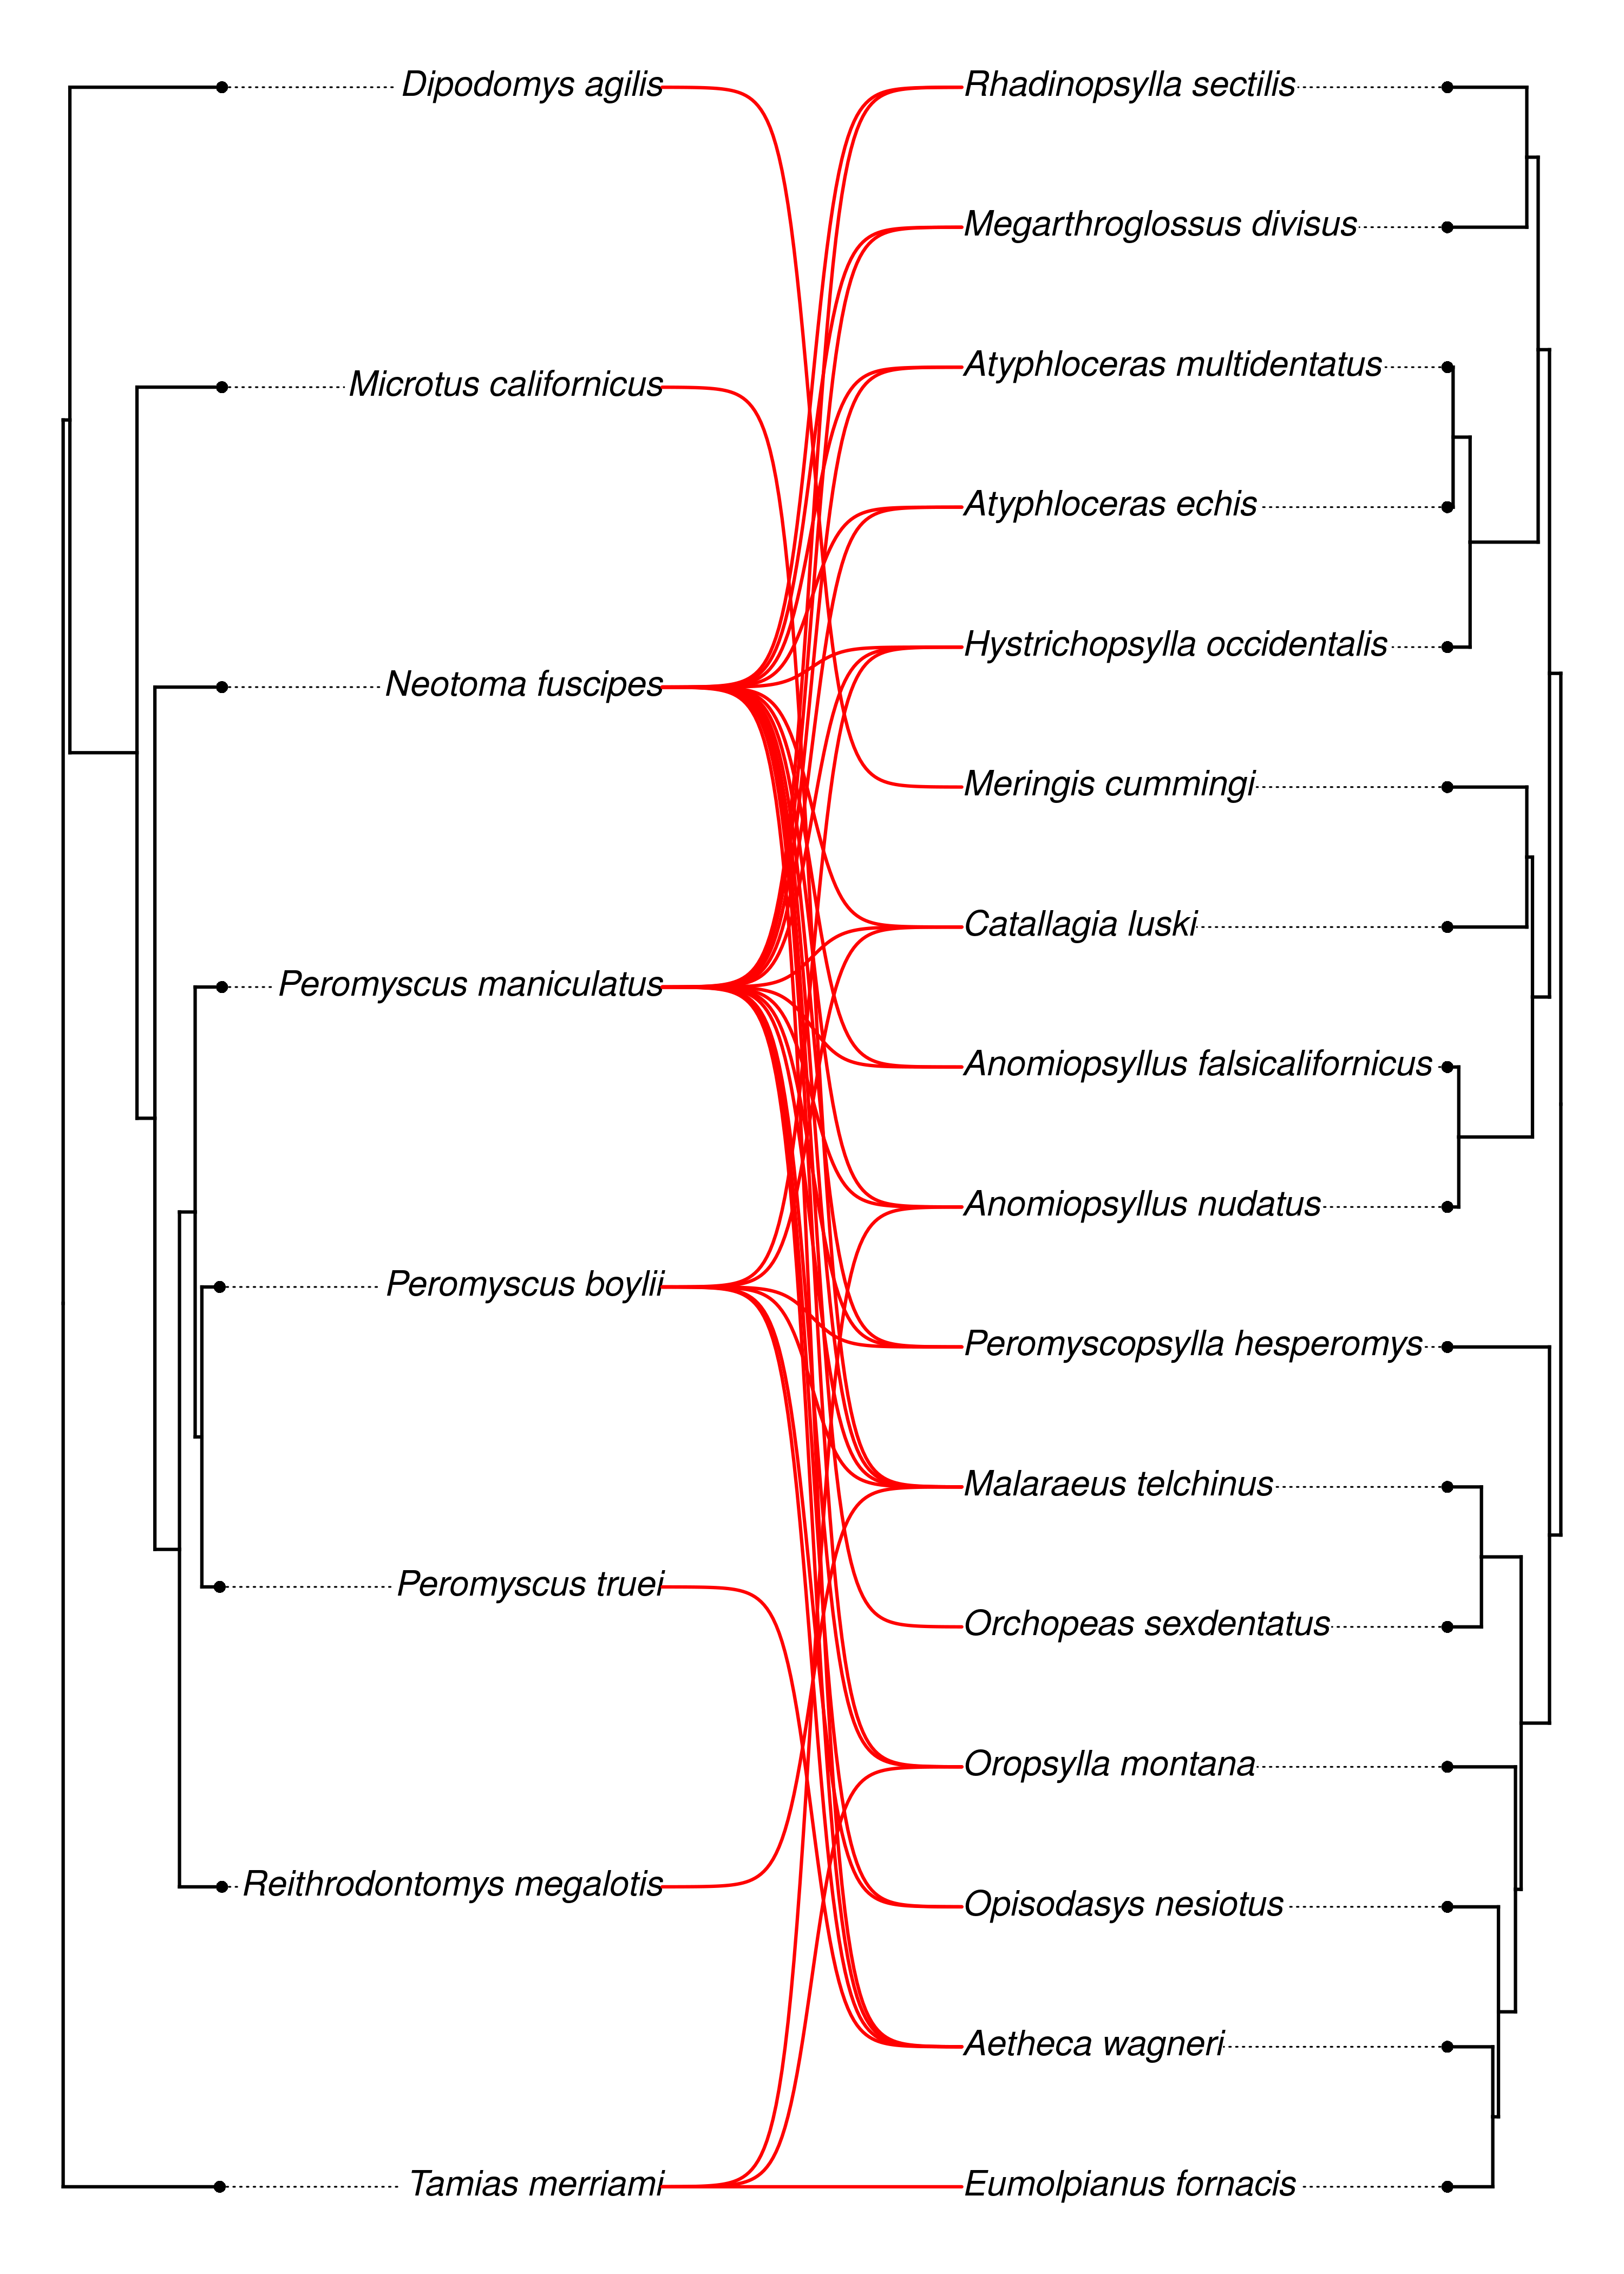 Dipodomys agilis
Microtus californicus
Neotoma fuscipes
Peromyscus maniculatus
Peromyscus boylii
Peromyscus truei
Reithrodontomys megalotis
Tamias merriami
Rhadinopsylla sectilis
Megarthroglossus divisus
Atyphloceras multidentatus
Atyphloceras echis
Hystrichopsylla occidentalis
Meringis cummingi
Catallagia luski
Anomiopsyllus falsicalifornicus
Anomiopsyllus nudatus
Peromyscopsylla hesperomys
Malaraeus telchinus
Orchopeas sexdentatus
Oropsylla montana
Opisodasys nesiotus
Aetheca wagneri
Eumolpianus fornacis